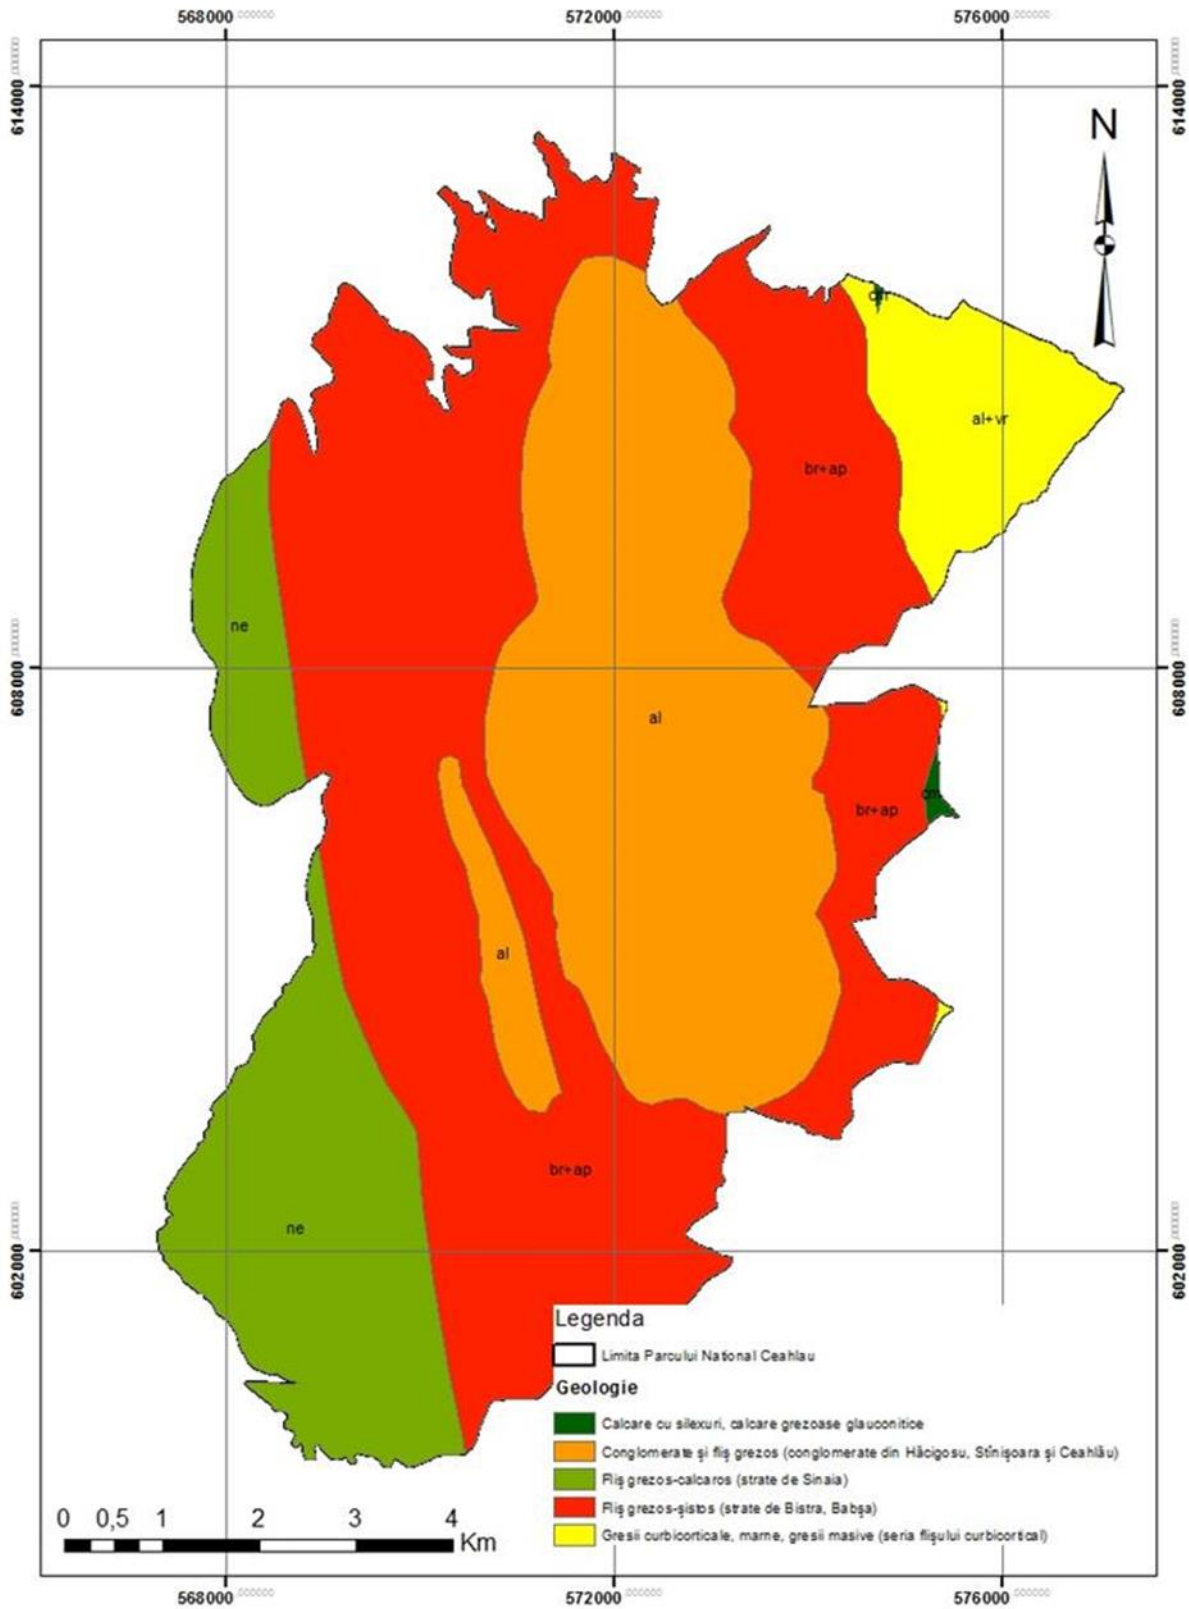 568000 572000 576000
614000 614000
N
cm
al+vr
br+ap
ne
608000 608000
al
cm
br+ap
al
br+ap
ne
602000 602000
Legenda
Limita Parcului National Ceahlau
Geologie
Calcare cu silexuri, calcare grezoase glauconitice
Conglomerate și fliș grezos (conglomerate din Hăcigosu, Stînișoara și Ceahlău)
Fliș grezos-calcaros (strate de Sinaia)
Fliș grezos-șistos (strate de Bistra, Babșa)
Gresii curbicorticale, marne, gresii masive (seria flișului curbicortical)
0 0,5 1 2 3 4
Km
568000 572000 576000